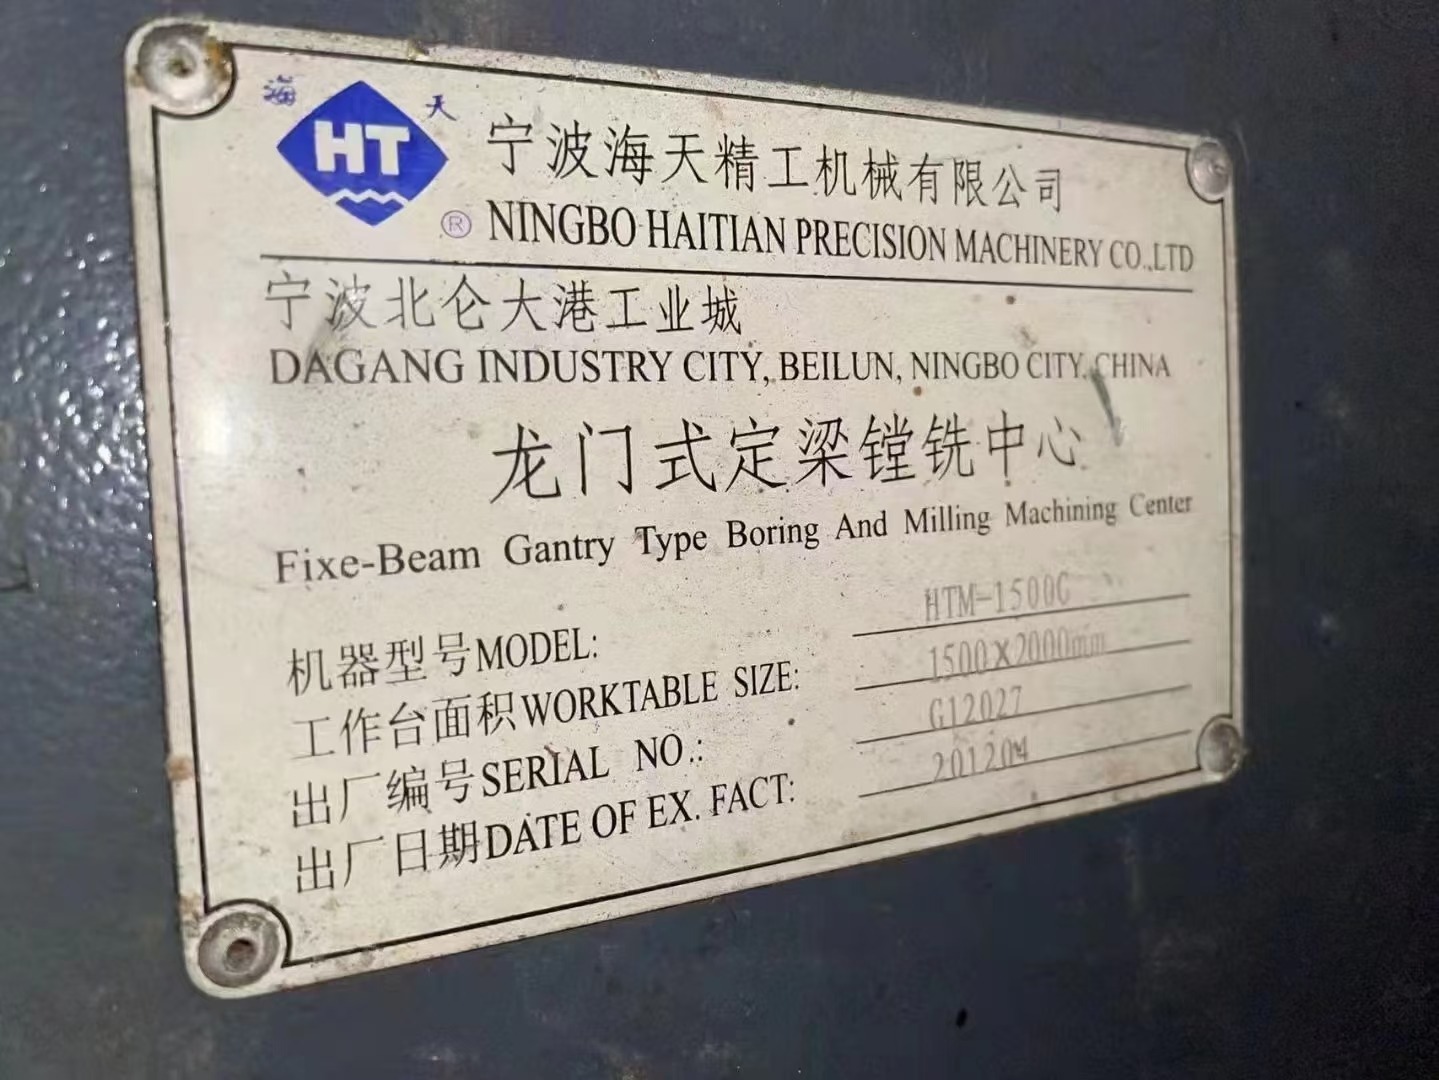 海 HT 天
®
宁波海天精工机械有限公司
NINGBO HAITIAN PRECISION MACHINERY CO.,LTD
宁波北仑大港工业城
DAGANG INDUSTRY CITY, BEILUN, NINGBO CITY, CHINA
龙门式定梁镗铣中心
Fixe-Beam Gantry Type Boring And Milling Machining Center
机器型号MODEL: HTM-1500G
工作台面积WORKTABLE SIZE: 1500X2000mm
出厂编号SERIAL NO.: G12027
出厂日期DATE OF EX. FACT: 201204